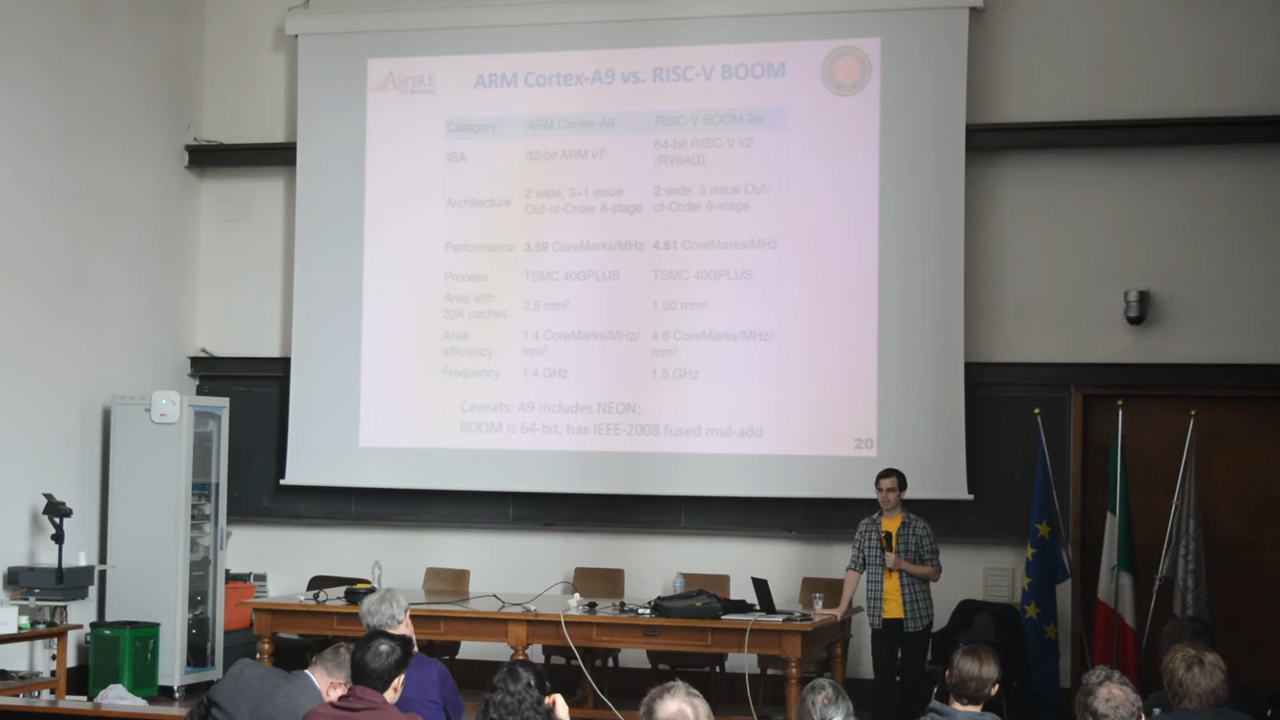 ASPIRE
UC Berkeley
ARM Cortex-A9 vs. RISC-V BOOM
Category ARM Cortex-A9 RISC-V BOOM-2w
ISA 32-bit ARM v7 64-bit RISC-V v2 (RV64G)
Architecture 2 wide, 3+1 issue Out-of-Order 8-stage 2 wide, 3 issue Out-of-Order 6-stage
Performance 3.59 CoreMarks/MHz 4.61 CoreMarks/MHz
Process TSMC 40GPLUS TSMC 40GPLUS
Area with 32K caches 2.5 mm² 1.00 mm²
Area efficiency 1.4 CoreMarks/MHz/mm² 4.6 CoreMarks/MHz/mm²
Frequency 1.4 GHz 1.5 GHz
Caveats: A9 includes NEON;
BOOM is 64-bit, has IEEE-2008 fused mul-add
20